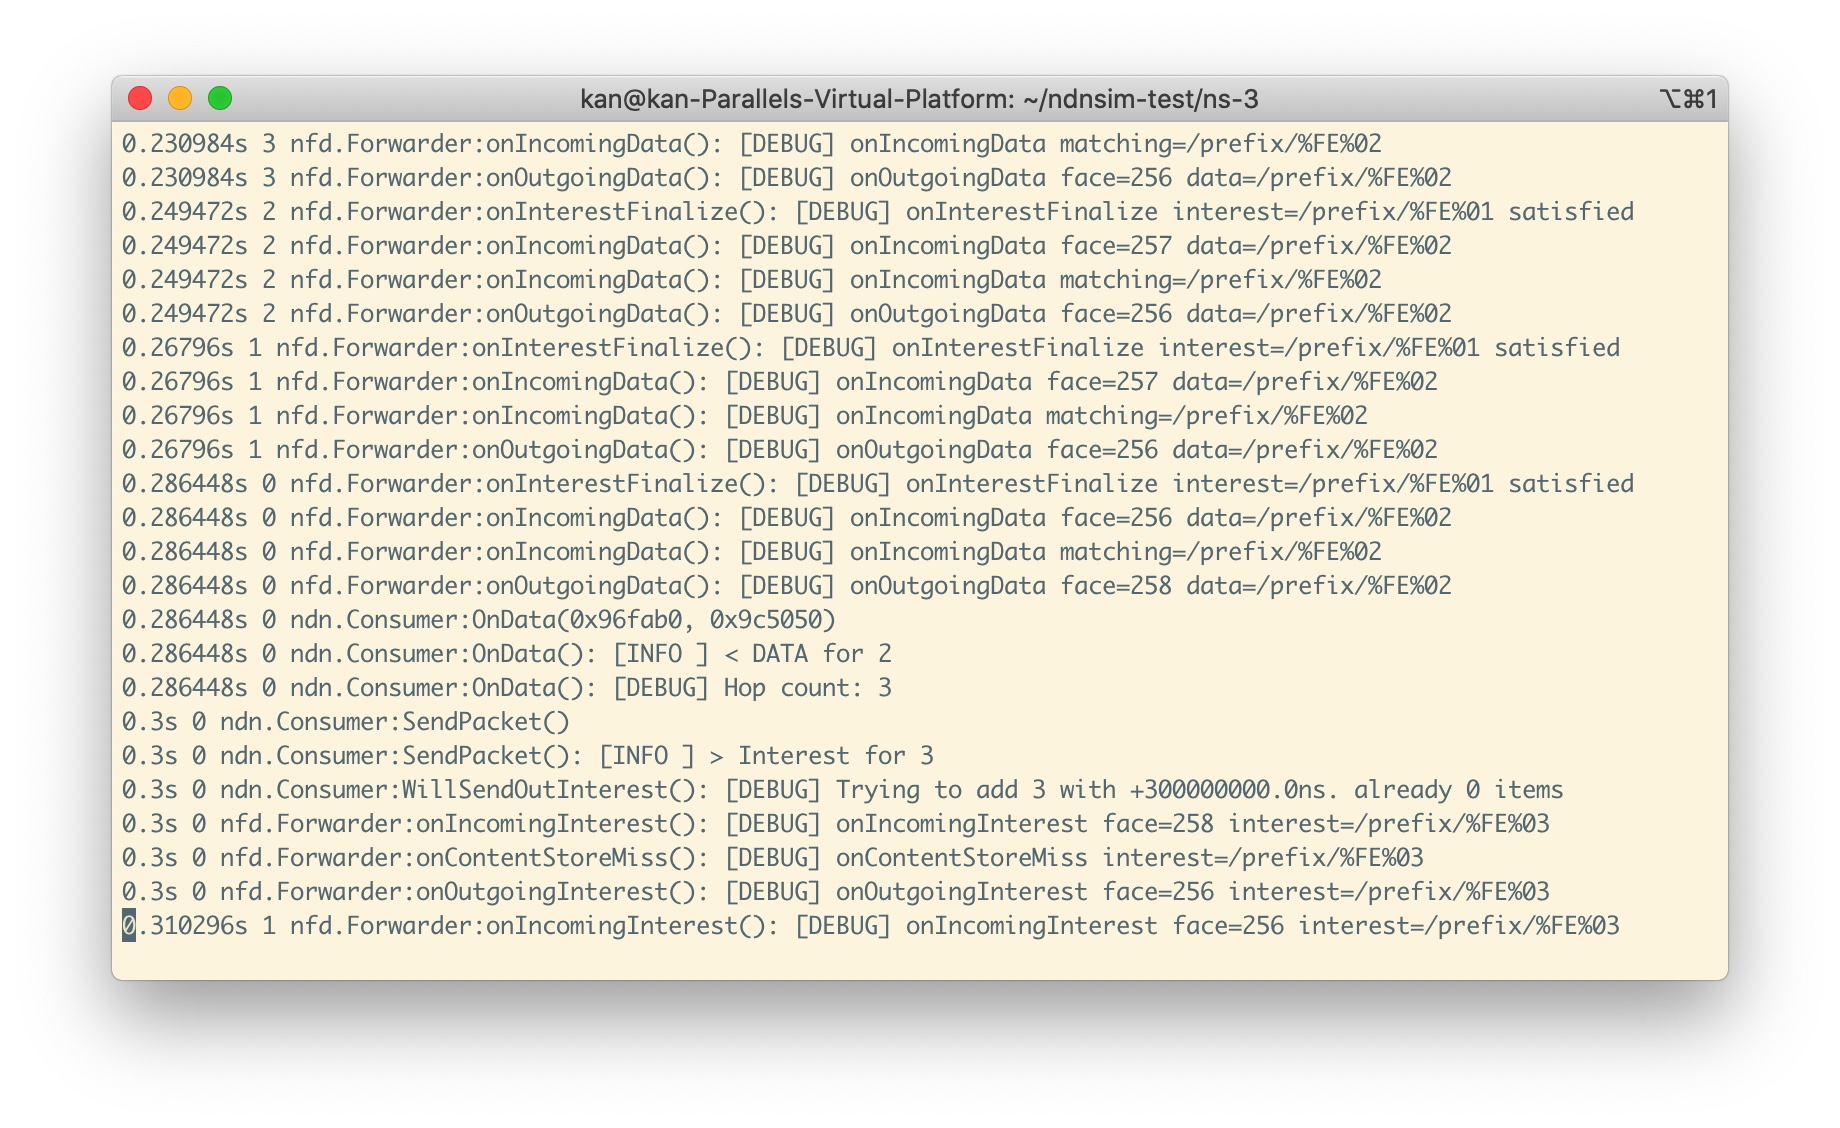 kan@kan-Parallels-Virtual-Platform: ~/ndnsim-test/ns-3 ⌥⌘1
0.230984s 3 nfd.Forwarder:onIncomingData(): [DEBUG] onIncomingData matching=/prefix/%FE%02
0.230984s 3 nfd.Forwarder:onOutgoingData(): [DEBUG] onOutgoingData face=256 data=/prefix/%FE%02
0.249472s 2 nfd.Forwarder:onInterestFinalize(): [DEBUG] onInterestFinalize interest=/prefix/%FE%01 satisfied
0.249472s 2 nfd.Forwarder:onIncomingData(): [DEBUG] onIncomingData face=257 data=/prefix/%FE%02
0.249472s 2 nfd.Forwarder:onIncomingData(): [DEBUG] onIncomingData matching=/prefix/%FE%02
0.249472s 2 nfd.Forwarder:onOutgoingData(): [DEBUG] onOutgoingData face=256 data=/prefix/%FE%02
0.26796s 1 nfd.Forwarder:onInterestFinalize(): [DEBUG] onInterestFinalize interest=/prefix/%FE%01 satisfied
0.26796s 1 nfd.Forwarder:onIncomingData(): [DEBUG] onIncomingData face=257 data=/prefix/%FE%02
0.26796s 1 nfd.Forwarder:onIncomingData(): [DEBUG] onIncomingData matching=/prefix/%FE%02
0.26796s 1 nfd.Forwarder:onOutgoingData(): [DEBUG] onOutgoingData face=256 data=/prefix/%FE%02
0.286448s 0 nfd.Forwarder:onInterestFinalize(): [DEBUG] onInterestFinalize interest=/prefix/%FE%01 satisfied
0.286448s 0 nfd.Forwarder:onIncomingData(): [DEBUG] onIncomingData face=256 data=/prefix/%FE%02
0.286448s 0 nfd.Forwarder:onIncomingData(): [DEBUG] onIncomingData matching=/prefix/%FE%02
0.286448s 0 nfd.Forwarder:onOutgoingData(): [DEBUG] onOutgoingData face=258 data=/prefix/%FE%02
0.286448s 0 ndn.Consumer:OnData(0x96fab0, 0x9c5050)
0.286448s 0 ndn.Consumer:OnData(): [INFO ] < DATA for 2
0.286448s 0 ndn.Consumer:OnData(): [DEBUG] Hop count: 3
0.3s 0 ndn.Consumer:SendPacket()
0.3s 0 ndn.Consumer:SendPacket(): [INFO ] > Interest for 3
0.3s 0 ndn.Consumer:WillSendOutInterest(): [DEBUG] Trying to add 3 with +300000000.0ns. already 0 items
0.3s 0 nfd.Forwarder:onIncomingInterest(): [DEBUG] onIncomingInterest face=258 interest=/prefix/%FE%03
0.3s 0 nfd.Forwarder:onContentStoreMiss(): [DEBUG] onContentStoreMiss interest=/prefix/%FE%03
0.3s 0 nfd.Forwarder:onOutgoingInterest(): [DEBUG] onOutgoingInterest face=256 interest=/prefix/%FE%03
0.310296s 1 nfd.Forwarder:onIncomingInterest(): [DEBUG] onIncomingInterest face=256 interest=/prefix/%FE%03